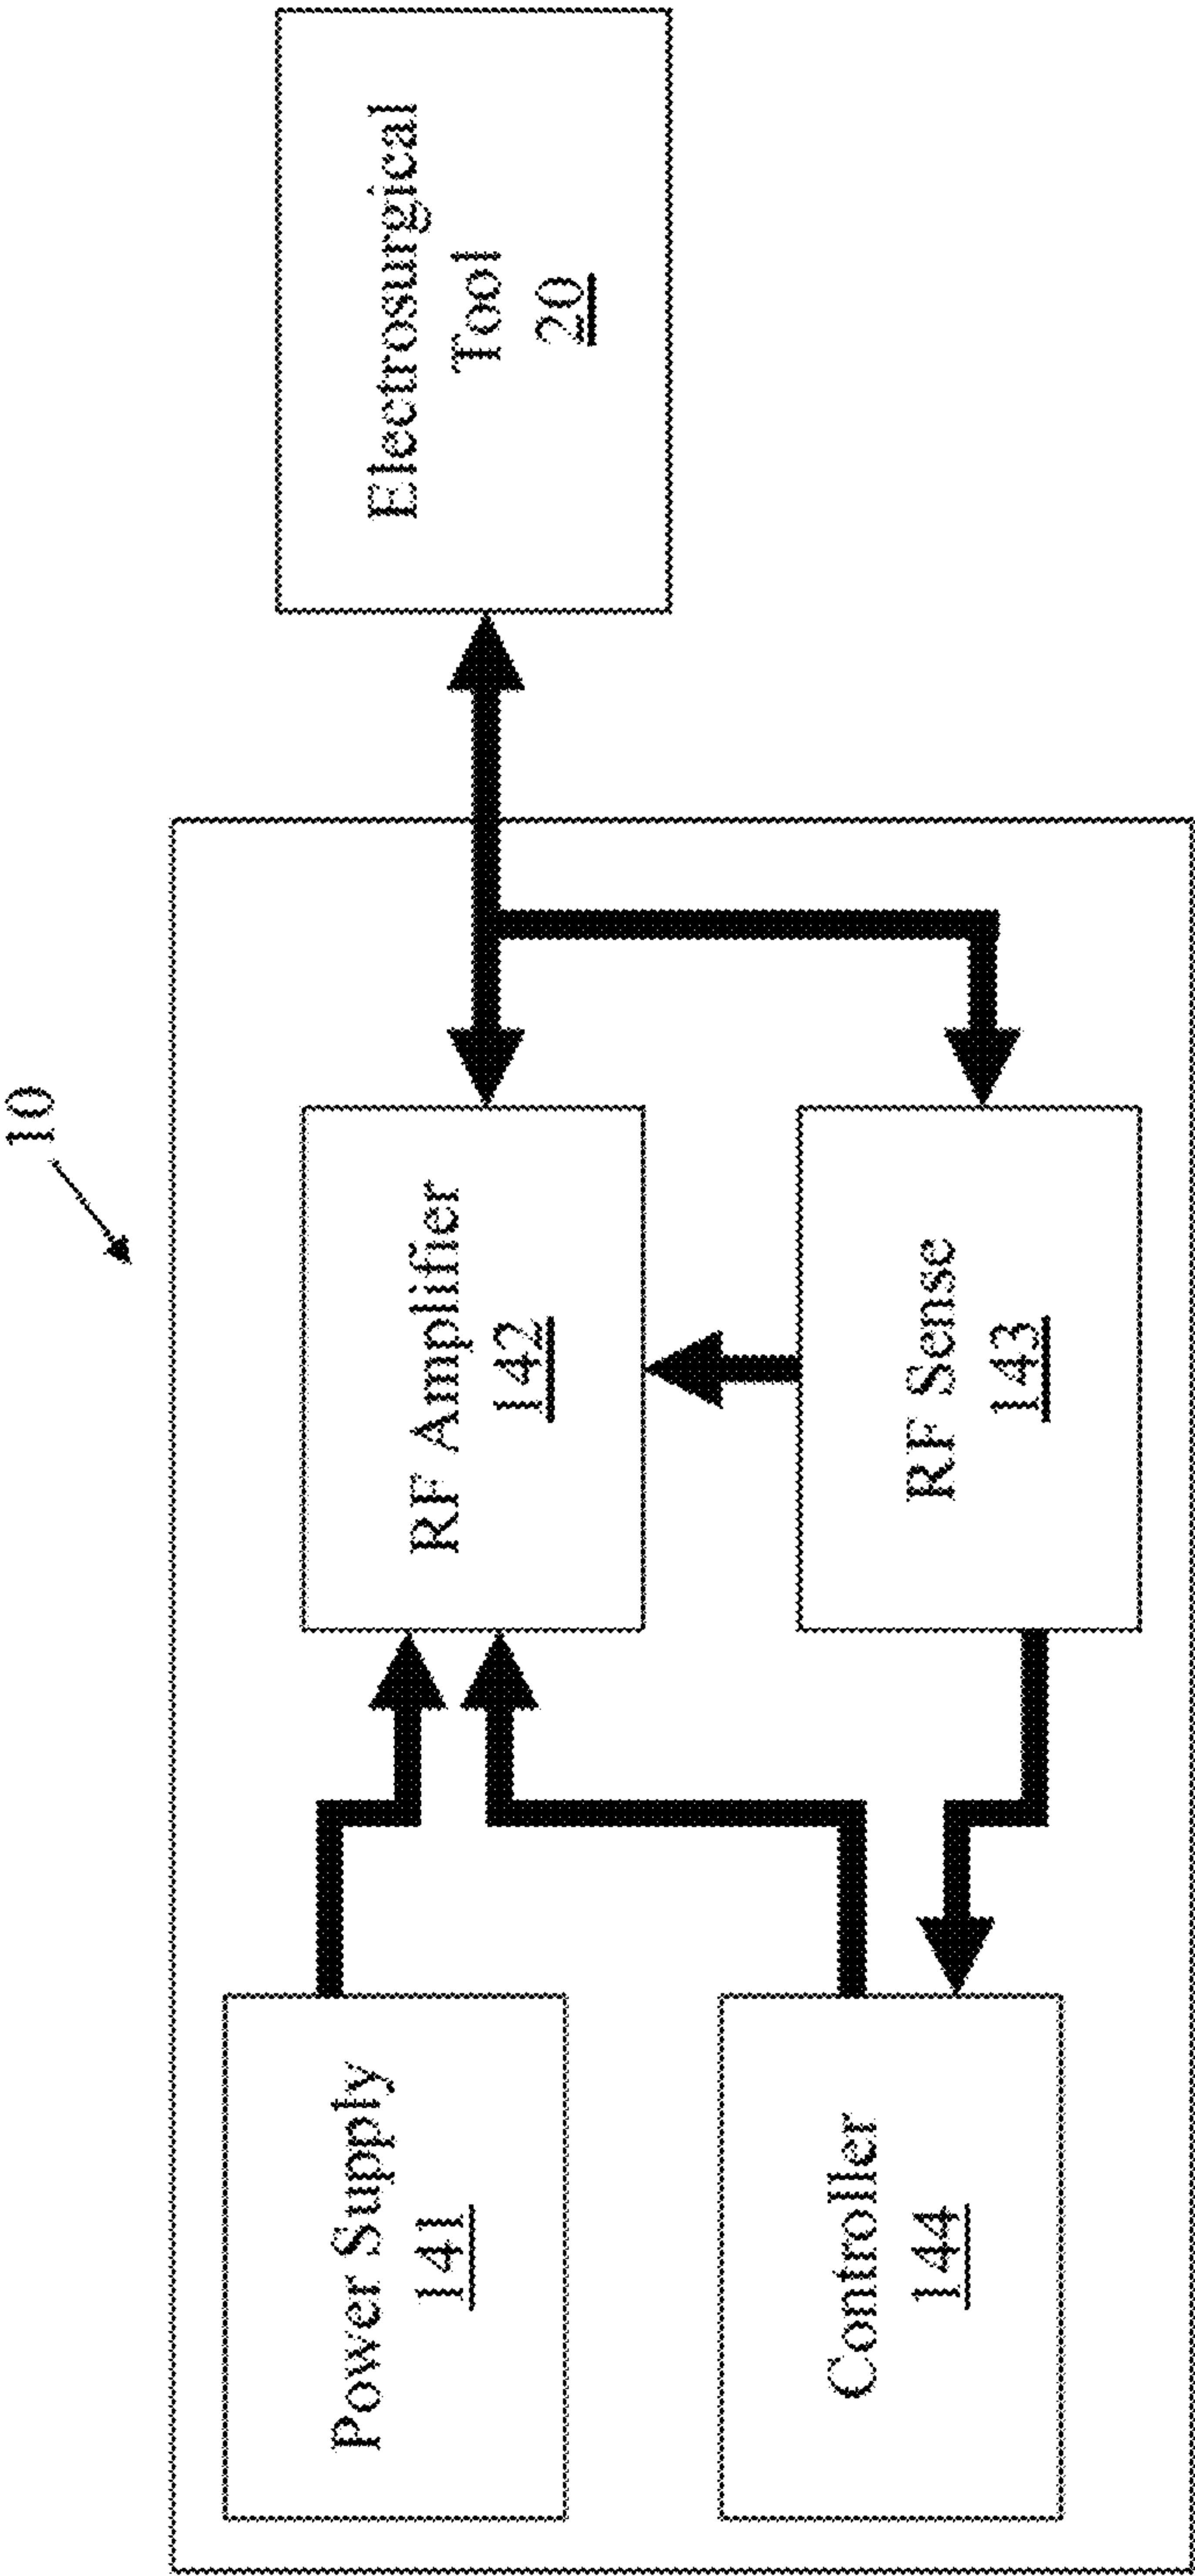 10
Power Supply
141
RF Amplifier
142
Electrosurgical
Tool
20
Controller
144
RF Sense
143